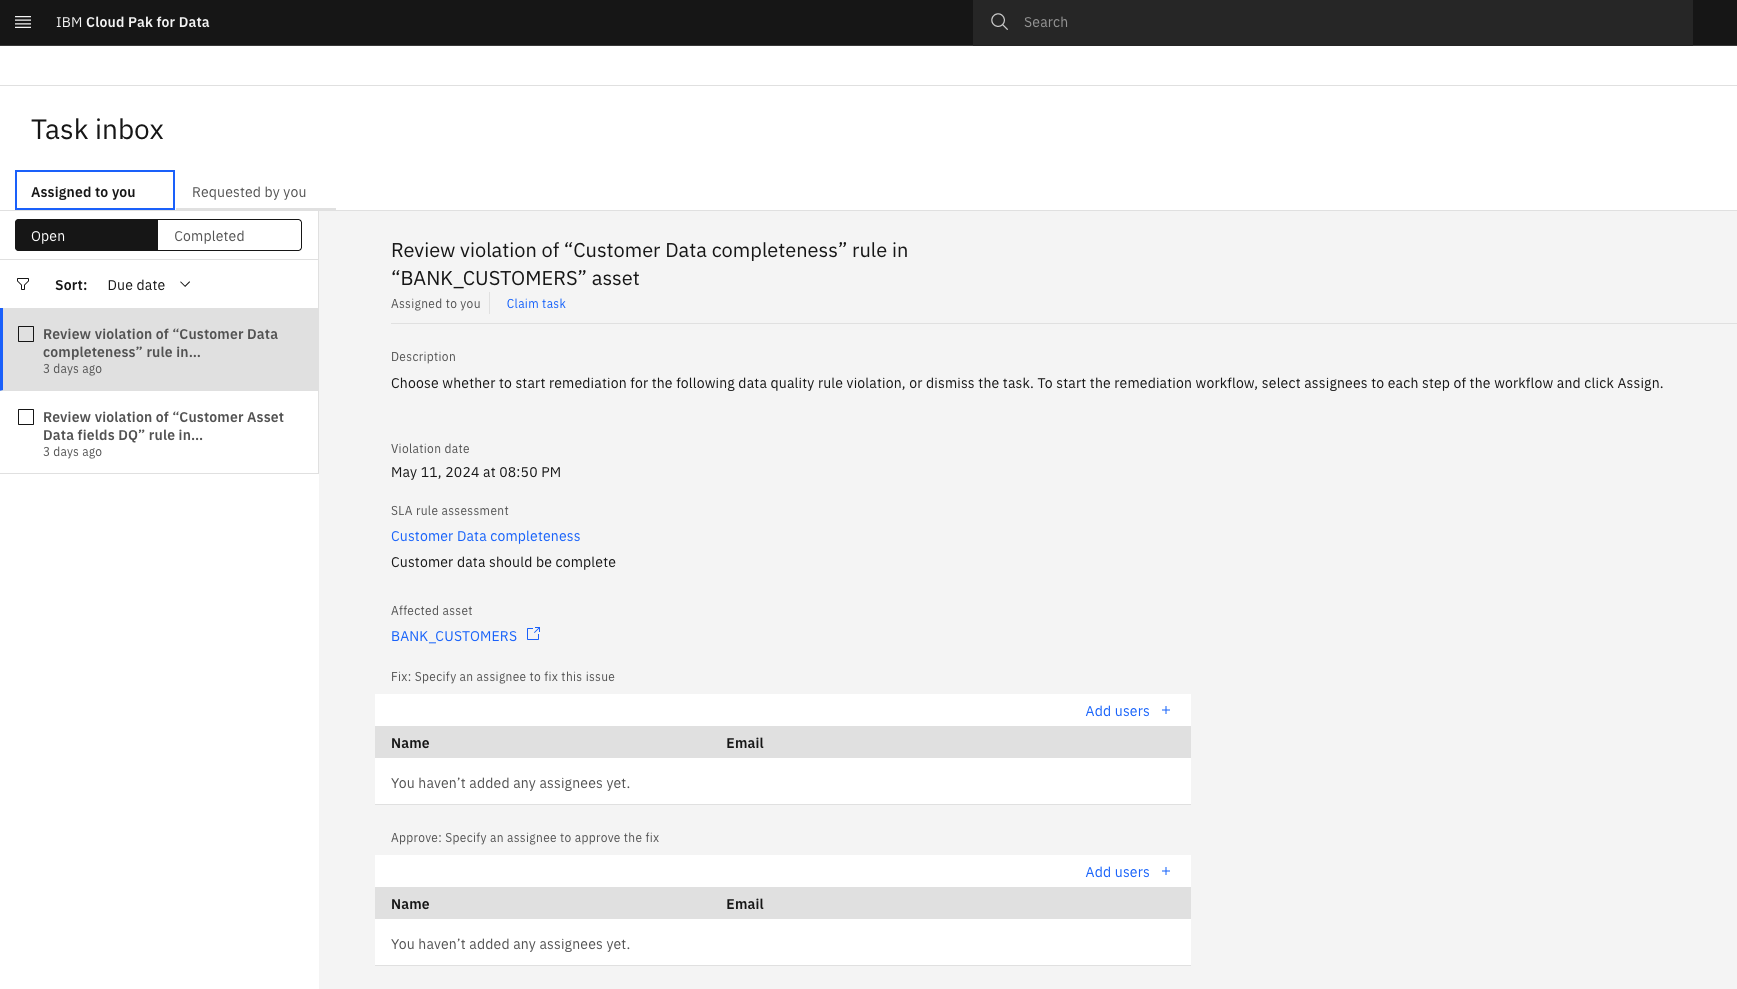 IBM Cloud Pak for Data
Search
Task inbox
Assigned to you
Requested by you
Open
Completed
Sort: Due date
Review violation of “Customer Data
completeness” rule in...
3 days ago
Review violation of “Customer Asset
Data fields DQ” rule in...
3 days ago
Review violation of “Customer Data completeness” rule in
“BANK_CUSTOMERS” asset
Assigned to you
Claim task
Description
Choose whether to start remediation for the following data quality rule violation, or dismiss the task. To start the remediation workflow, select assignees to each step of the workflow and click Assign.
Violation date
May 11, 2024 at 08:50 PM
SLA rule assessment
Customer Data completeness
Customer data should be complete
Affected asset
BANK_CUSTOMERS
Fix: Specify an assignee to fix this issue
Add users +
Name Email
You haven’t added any assignees yet.
Approve: Specify an assignee to approve the fix
Add users +
Name Email
You haven’t added any assignees yet.